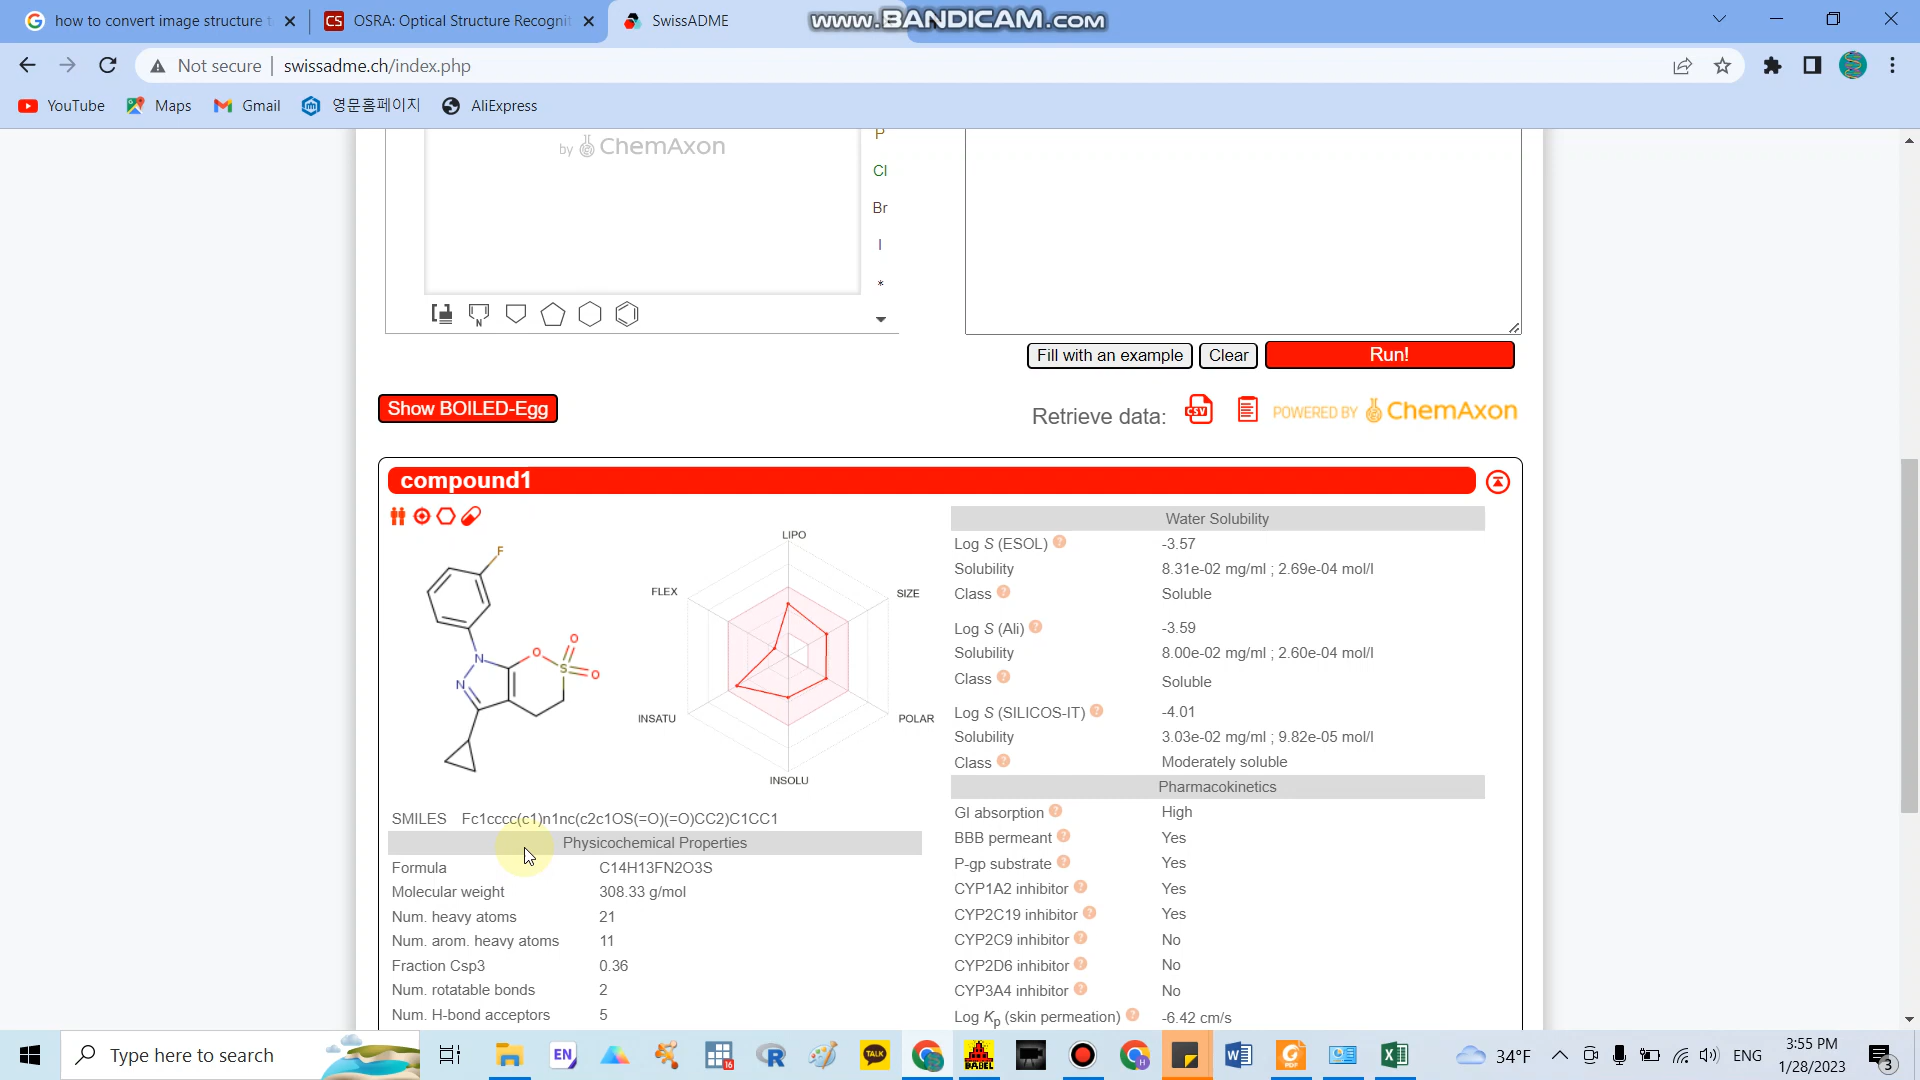 how to convert image structure t
OSRA: Optical Structure Recognit
SwissADME
www.BANDICAM.com
Not secure
swissadme.ch/index.php
YouTube
Maps
Gmail
영문홈페이지
AliExpress
by ChemAxon
P
Cl
Br
I
*
N
Fill with an example
Clear
Run!
Show BOILED-Egg
Retrieve data:
CSV
POWERED BY ChemAxon
compound1
LIPO
SIZE
POLAR
INSOLU
INSATU
FLEX
F
N
N
O
S
O
O
SMILES Fc1cccc(c1)n1nc(c2c1OS(=O)(=O)CC2)C1CC1
Physicochemical Properties
Formula C14H13FN2O3S
Molecular weight 308.33 g/mol
Num. heavy atoms 21
Num. arom. heavy atoms 11
Fraction Csp3 0.36
Num. rotatable bonds 2
Num. H-bond acceptors 5
Water Solubility
Log S (ESOL) ? -3.57
Solubility 8.31e-02 mg/ml ; 2.69e-04 mol/l
Class ? Soluble
Log S (Ali) ? -3.59
Solubility 8.00e-02 mg/ml ; 2.60e-04 mol/l
Class ? Soluble
Log S (SILICOS-IT) ? -4.01
Solubility 3.03e-02 mg/ml ; 9.82e-05 mol/l
Class ? Moderately soluble
Pharmacokinetics
GI absorption ? High
BBB permeant ? Yes
P-gp substrate ? Yes
CYP1A2 inhibitor ? Yes
CYP2C19 inhibitor ? Yes
CYP2C9 inhibitor ? No
CYP2D6 inhibitor ? No
CYP3A4 inhibitor ? No
Log Kp (skin permeation) ? -6.42 cm/s
Type here to search
EN
16
R
TALK
BABEL
34°F
ENG
3:55 PM
1/28/2023
3